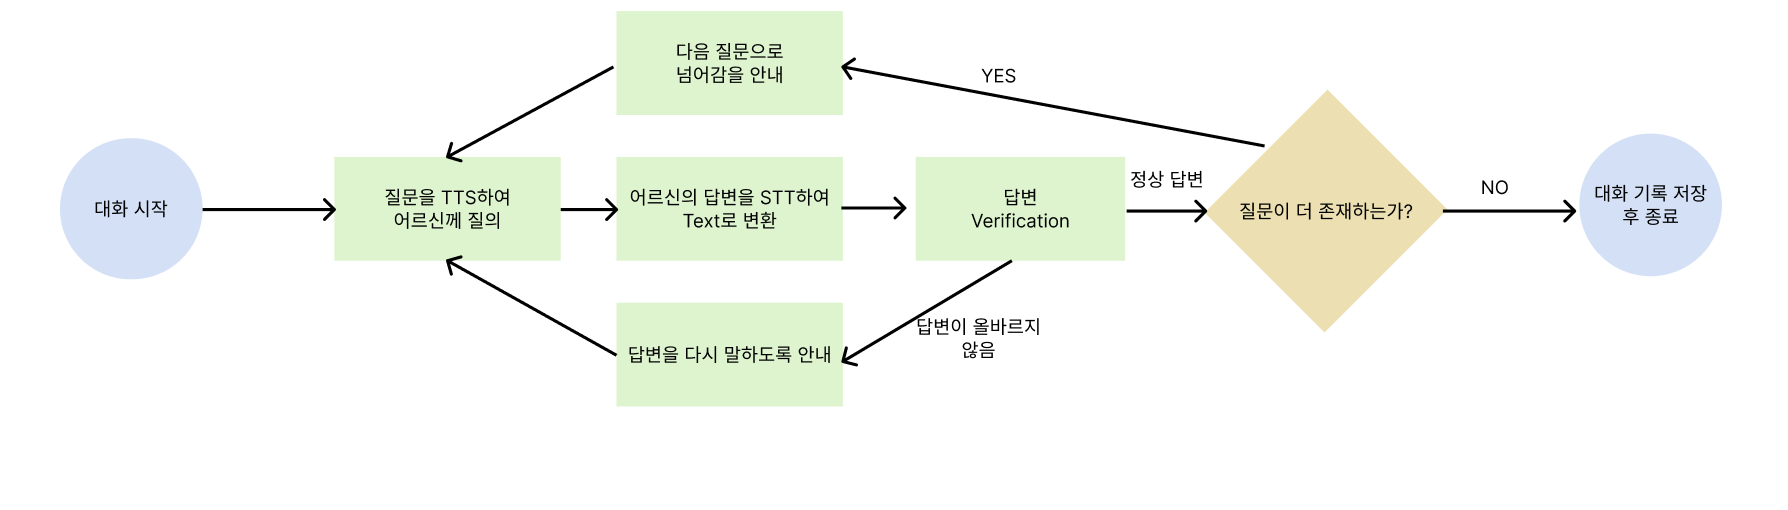 다음 질문으로
넘어감을 안내
YES
대화 시작
질문을 TTS하여
어르신께 질의
어르신의 답변을 STT하여
Text로 변환
답변
Verification
정상 답변
질문이 더 존재하는가?
NO
대화 기록 저장
후 종료
답변이 올바르지
않음
답변을 다시 말하도록 안내